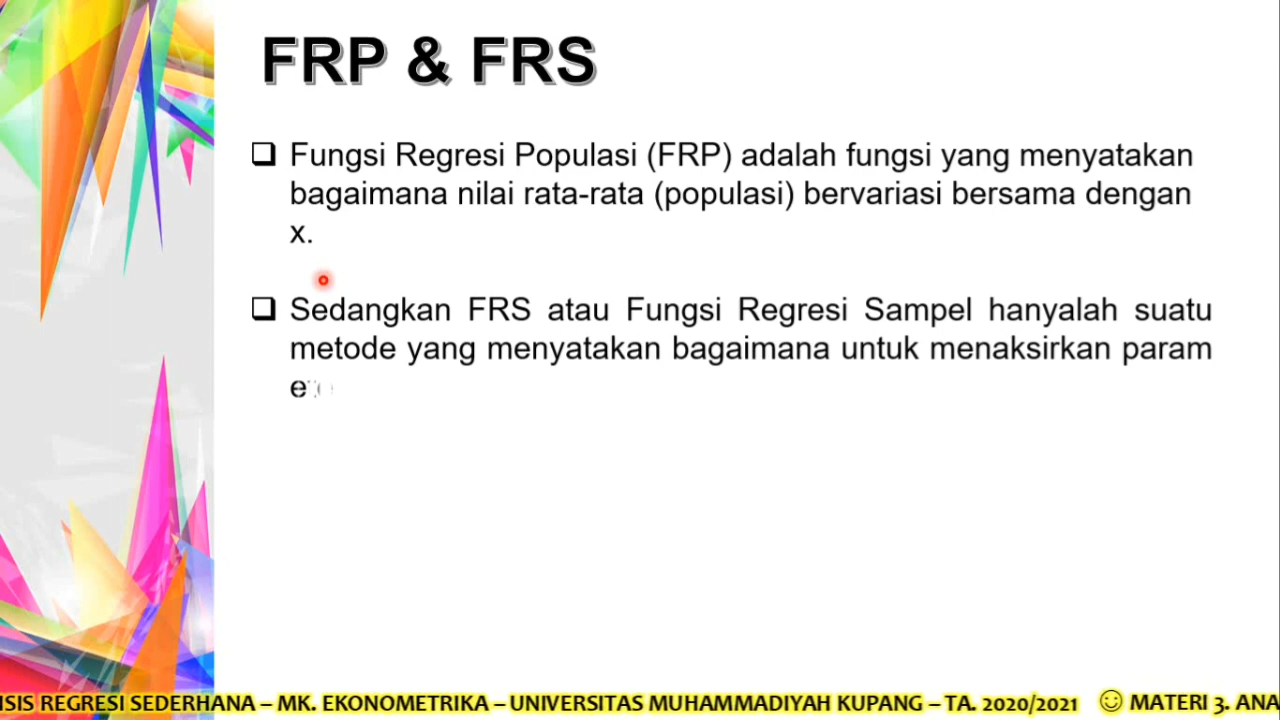 FRP & FRS
❑ Fungsi Regresi Populasi (FRP) adalah fungsi yang menyatakan
bagaimana nilai rata-rata (populasi) bervariasi bersama dengan
x.
❑ Sedangkan FRS atau Fungsi Regresi Sampel hanyalah suatu
metode yang menyatakan bagaimana untuk menaksirkan param
e
ISIS REGRESI SEDERHANA – MK. EKONOMETRIKA – UNIVERSITAS MUHAMMADIYAH KUPANG – TA. 2020/2021 ☺ MATERI 3. ANA